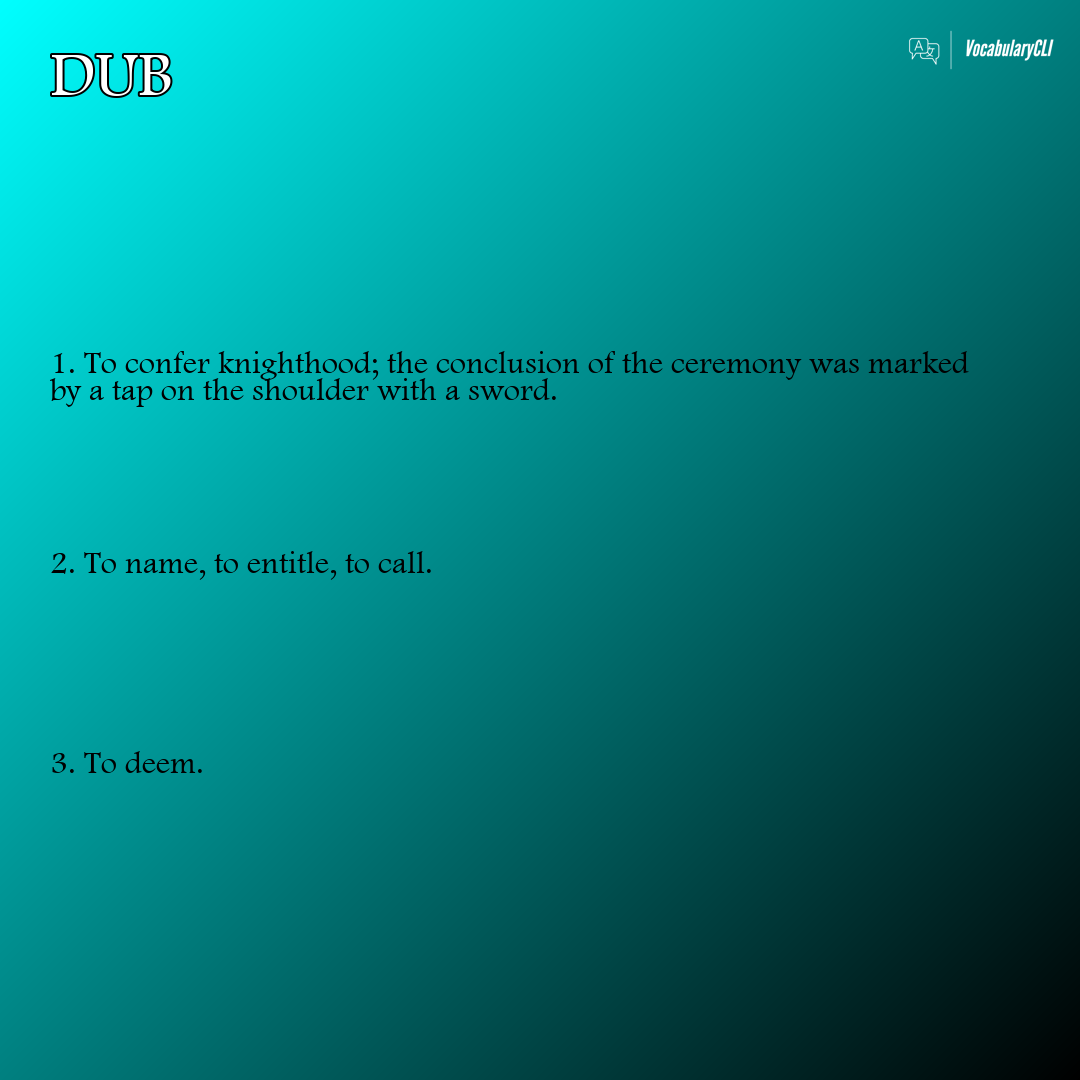 DUB
VocabularyCLI
1. To confer knighthood; the conclusion of the ceremony was marked
by a tap on the shoulder with a sword.
2. To name, to entitle, to call.
3. To deem.